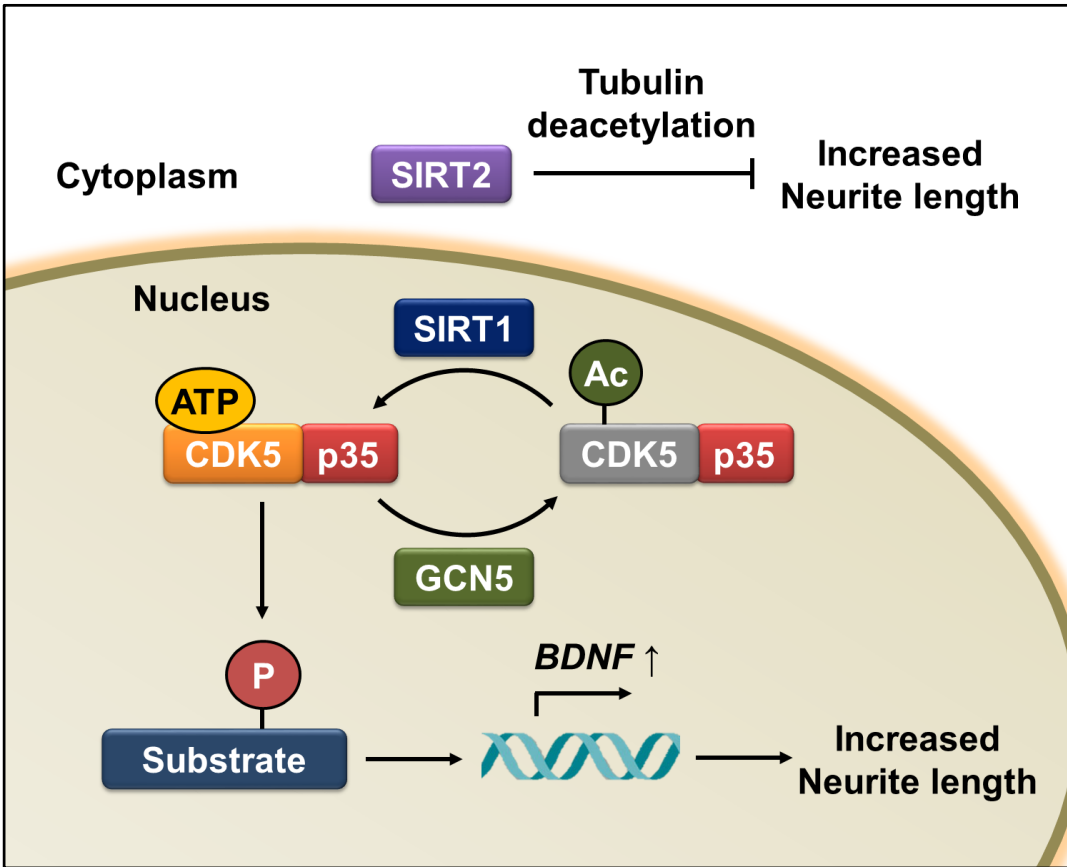 Tubulin
deacetylation
Cytoplasm
SIRT2
Increased
Neurite length
Nucleus
SIRT1
Ac
ATP
CDK5
p35
CDK5
p35
GCN5
P
BDNF ↑
Substrate
Increased
Neurite length